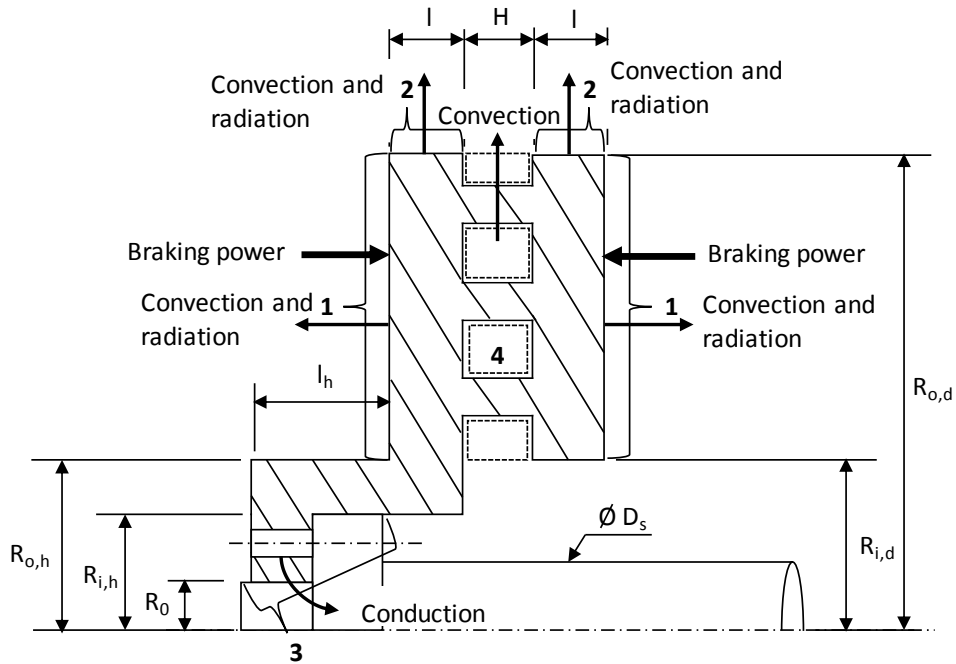 l H l
Convection and
radiation
2
Convection
2
Convection and
radiation
Braking power
Braking power
Convection and
radiation
1
1
Convection and
radiation
4
l_h
R_o,d
Ø D_s
R_o,h
R_i,h
R_0
R_i,d
Conduction
3